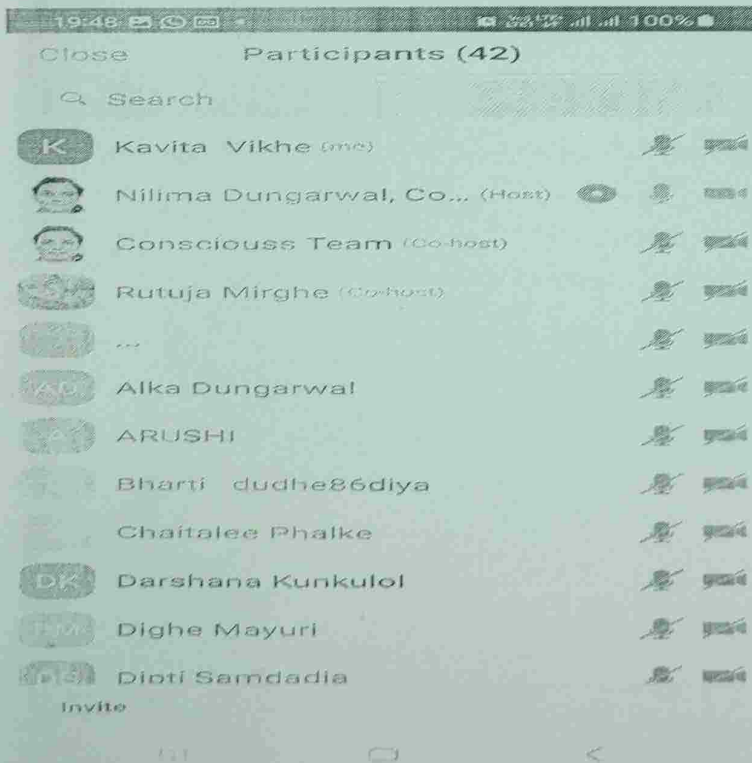 19:48 100%
Close Participants (42)
Search
K Kavita Vikhe (me)
Nilima Dungarwal, Co... (Host)
Consciouss Team (Co-host)
Rutuja Mirghe (Co-host)
...
AD Alka Dungarwal
A ARUSHI
Bharti dudhe86diya
Chaitalee Phalke
DK Darshana Kunkulol
Dighe Mayuri
Dipti Samdadia
Invite